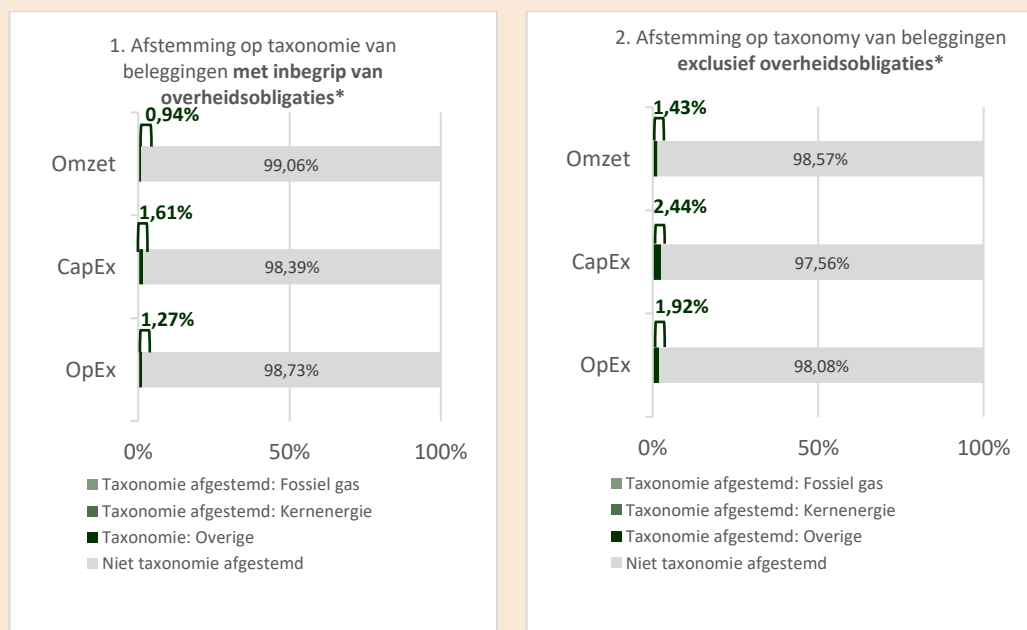 1. Afstemming op taxonomie van
beleggingen met inbegrip van
overheidsobligaties*
0,94%
Omzet
99,06%
1,61%
CapEx
98,39%
1,27%
OpEx
98,73%
0%
50%
100%
Taxonomie afgestemd: Fossiel gas
Taxonomie afgestemd: Kernenergie
Taxonomie: Overige
Niet taxonomie afgestemd
2. Afstemming op taxonomy van beleggingen
exclusief overheidsobligaties*
1,43%
Omzet
98,57%
2,44%
CapEx
97,56%
1,92%
OpEx
98,08%
0%
50%
100%
Taxonomie afgestemd: Fossiel gas
Taxonomie afgestemd: Kernenergie
Taxonomie afgestemd: Overige
Niet taxonomie afgestemd